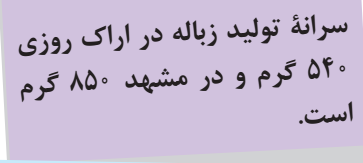 سرانهٔ تولید زباله در اراک روزی
۵۴۰ گرم و در مشهد ۸۵۰ گرم
است.